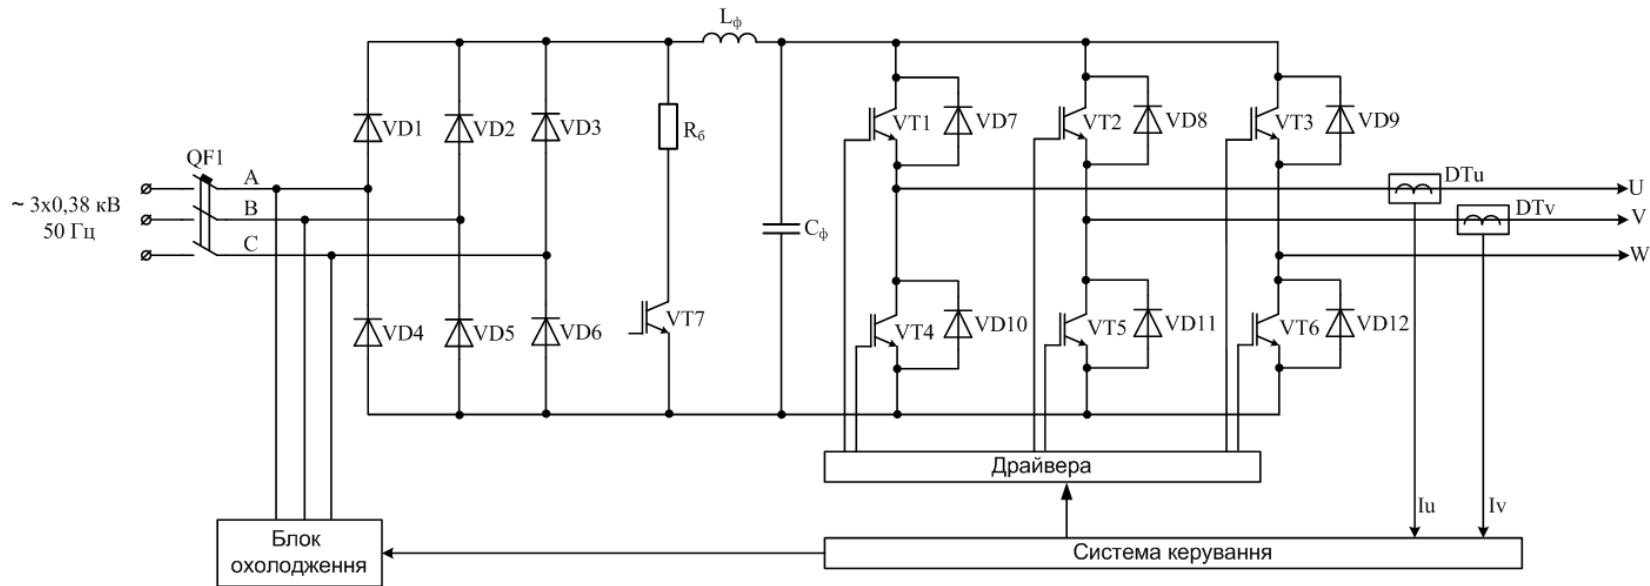 Lф
VD1
VD2
VD3
Rб
VT1
VD7
VT2
VD8
VT3
VD9
QF1
A
DTu
U
~ 3x0,38 кВ
50 Гц
B
Cф
DTv
V
C
W
VD4
VD5
VD6
VT7
VT4
VD10
VT5
VD11
VT6
VD12
Драйвера
Iu
Iv
Блок
охолодження
Система керування